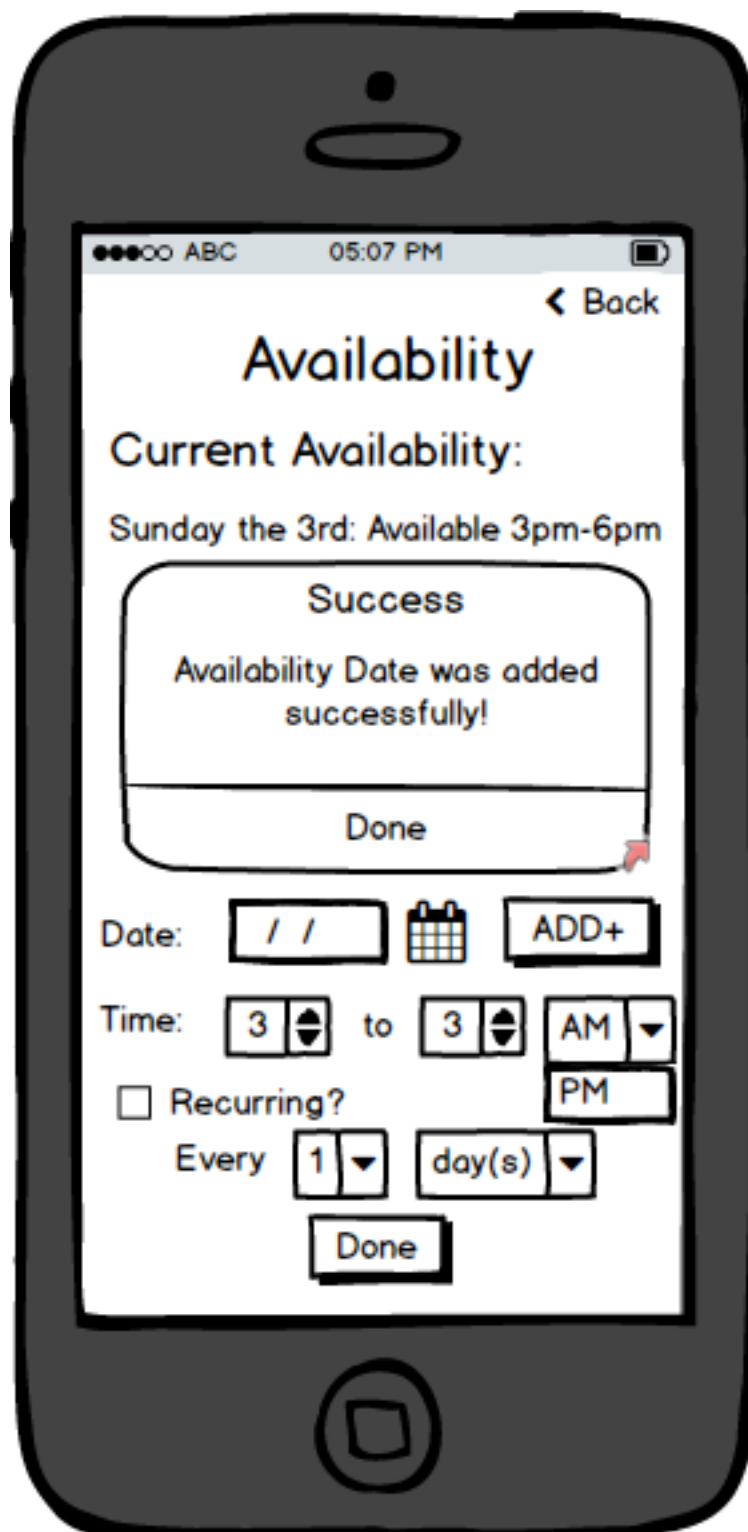 ABC 05:07 PM
Back
Availability
Current Availability:
Sunday the 3rd: Available 3pm-6pm
Success
Availability Date was added
successfully!
Done
Date: / / ADD+
Time: 3 to 3 AM
PM
Recurring?
Every 1 day(s)
Done